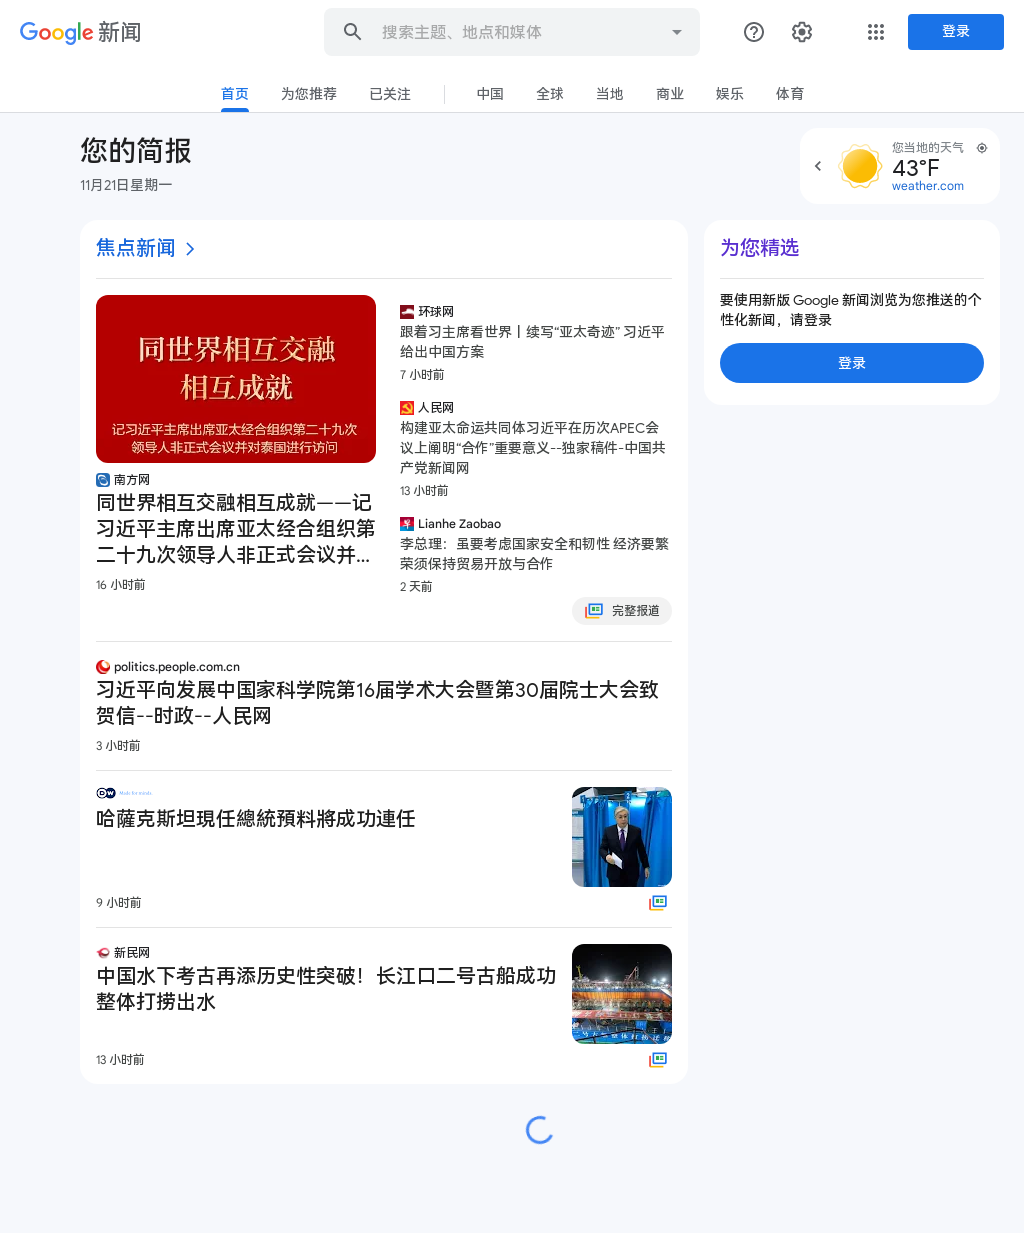 Google 新闻
搜索主题、地点和媒体
登录
首页
为您推荐
已关注
中国
全球
当地
商业
娱乐
体育
您的简报
11月21日星期一
您当地的天气
43°F
weather.com
焦点新闻
同世界相互交融
相互成就
记习近平主席出席亚太经合组织第二十九次
领导人非正式会议并对泰国进行访问
南方网
同世界相互交融相互成就——记
习近平主席出席亚太经合组织第
二十九次领导人非正式会议并...
16 小时前
环球网
跟着习主席看世界丨续写“亚太奇迹” 习近平
给出中国方案
7 小时前
人民网
构建亚太命运共同体习近平在历次APEC会
议上阐明“合作”重要意义--独家稿件-中国共
产党新闻网
13 小时前
Lianhe Zaobao
李总理：虽要考虑国家安全和韧性 经济要繁
荣须保持贸易开放与合作
2 天前
完整报道
politics.people.com.cn
习近平向发展中国家科学院第16届学术大会暨第30届院士大会致
贺信--时政--人民网
3 小时前
DW Made for minds
哈薩克斯坦現任總統預料將成功連任
9 小时前
新民网
中国水下考古再添历史性突破！长江口二号古船成功
整体打捞出水
13 小时前
为您精选
要使用新版 Google 新闻浏览为您推送的个
性化新闻，请登录
登录